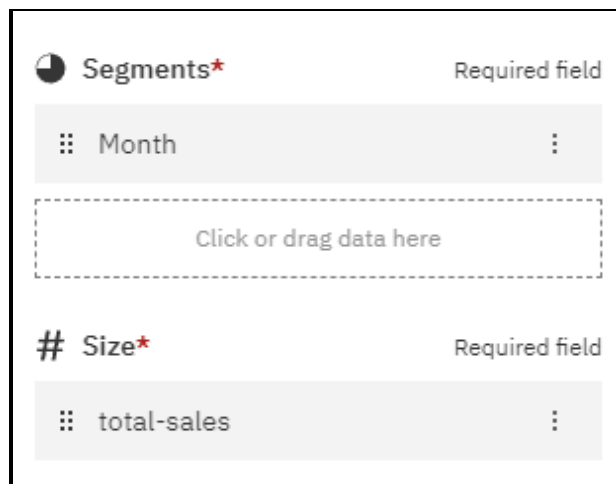 Segments* Required field
Month
Click or drag data here
# Size* Required field
total-sales